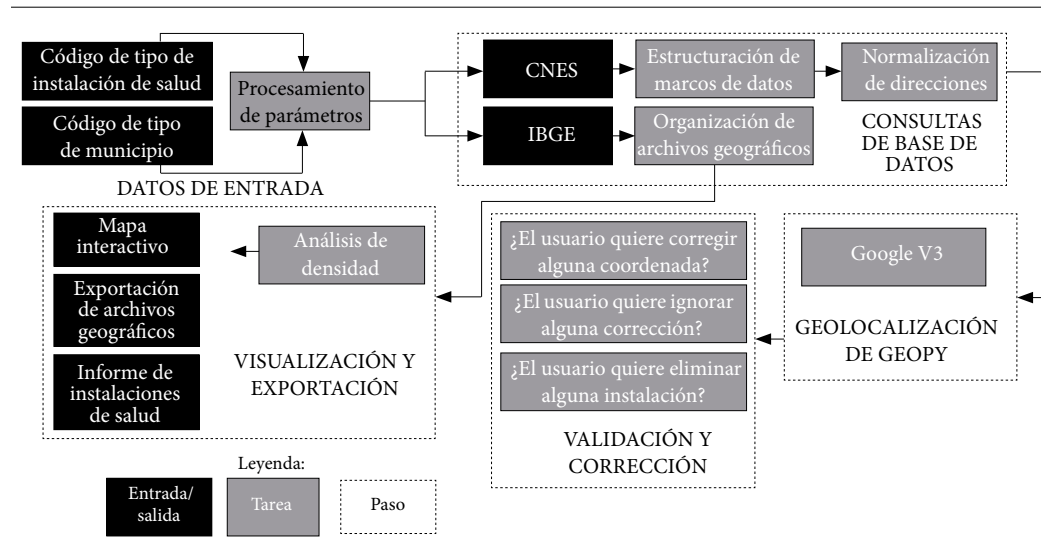 Código de tipo de
instalación de salud
Código de tipo
de municipio
DATOS DE ENTRADA
Procesamiento
de parámetros
CNES
IBGE
Estructuración de
marcos de datos
Organización de
archivos geográficos
Normalización
de direcciones
CONSULTAS
DE BASE DE
DATOS
Mapa
interactivo
Exportación
de archivos
geográficos
Informe de
instalaciones
de salud
Análisis de
densidad
VISUALIZACIÓN Y
EXPORTACIÓN
¿El usuario quiere corregir
alguna coordenada?
¿El usuario quiere ignorar
alguna corrección?
¿El usuario quiere eliminar
alguna instalación?
VALIDACIÓN Y
CORRECCIÓN
Google V3
GEOLOCALIZACIÓN
DE GEOPY
Leyenda:
Entrada/
salida
Tarea
Paso